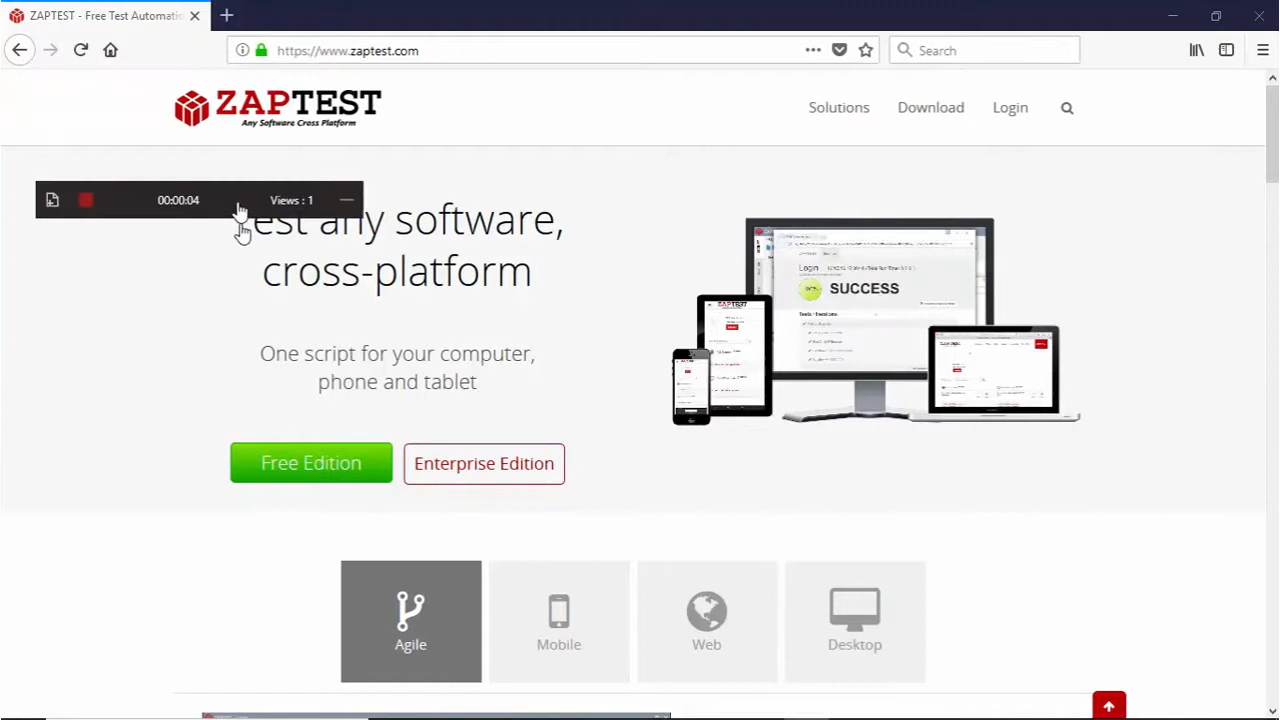 ZAPTEST - Free Test Automatio
https://www.zaptest.com
Search
ZAPTEST
Any Software Cross Platform
Solutions
Download
Login
00:00:04
Views : 1
est any software,
cross-platform
One script for your computer,
phone and tablet
Free Edition
Enterprise Edition
Login
SUCCESS
Agile
Mobile
Web
Desktop